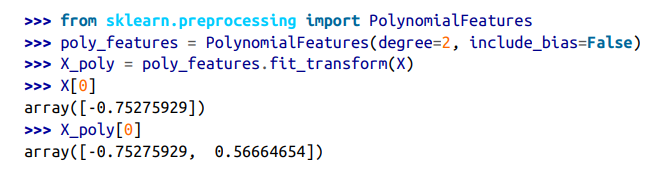 >>> from sklearn.preprocessing import PolynomialFeatures
>>> poly_features = PolynomialFeatures(degree=2, include_bias=False)
>>> X_poly = poly_features.fit_transform(X)
>>> X[0]
array([-0.75275929])
>>> X_poly[0]
array([-0.75275929,  0.56664654])